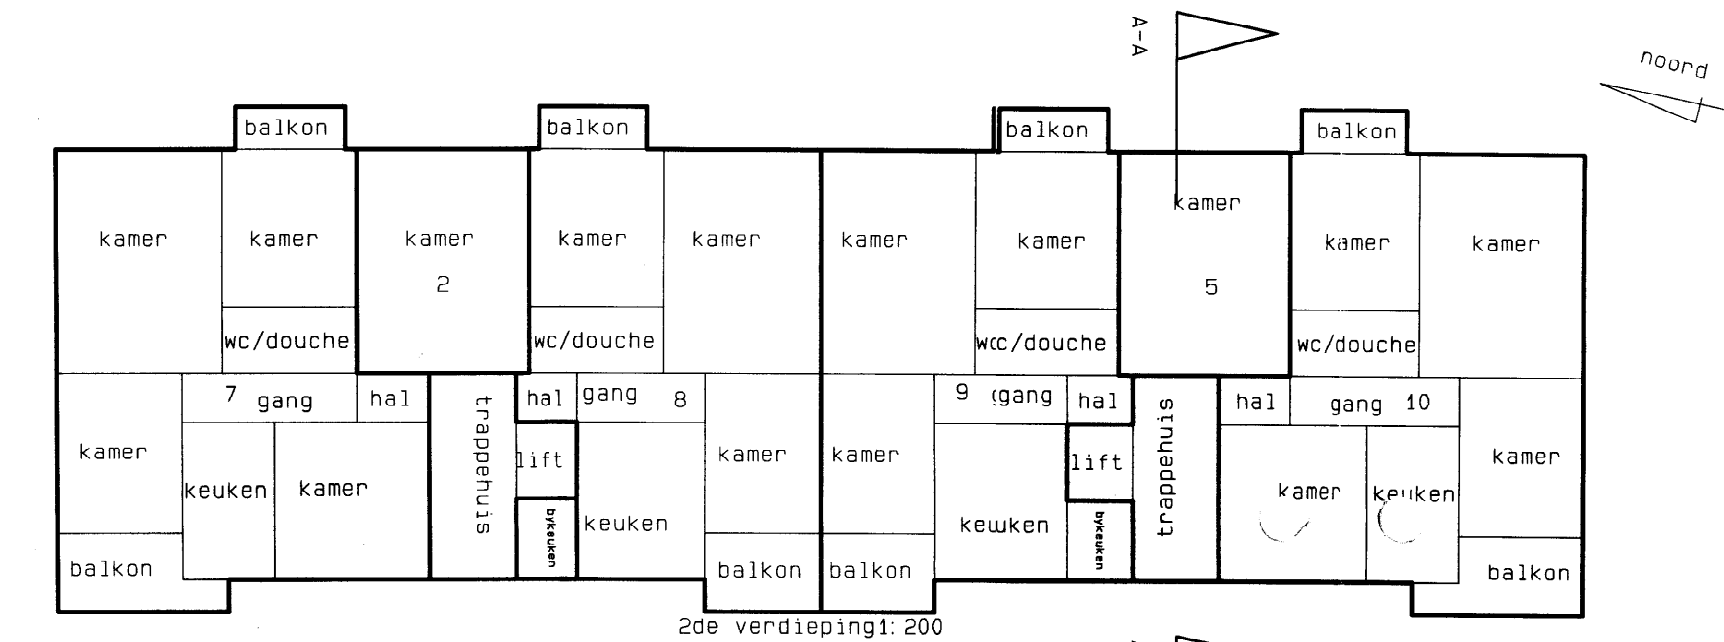 A-A
noord
balkon balkon balkon balkon
kamer
kamer kamer kamer kamer kamer kamer kamer kamer kamer
2 5
wc/douche wc/douche wcc/douche wc/douche
7 gang hal hal gang 8 9 gang hal hal gang 10
trappehuis trappehuis
kamer lift kamer kamer lift kamer
keuken kamer kamer keuken
bykeuken keuken keuken bykeuken
balkon balkon balkon balkon
2de verdieping1:200